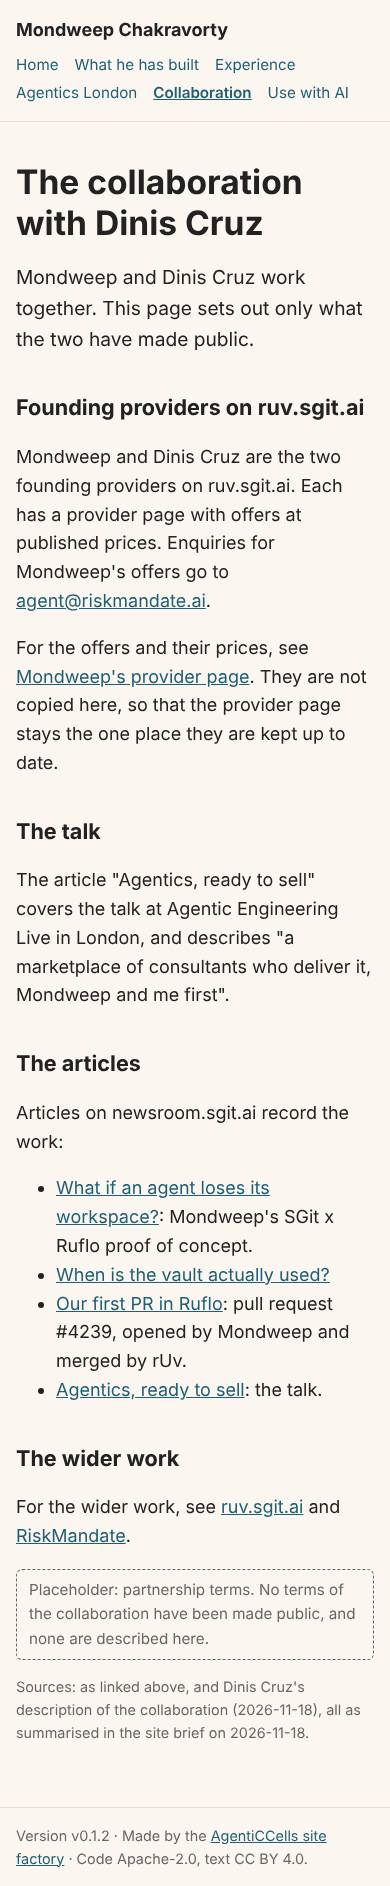 Mondweep Chakravorty
Home What he has built Experience
Agentics London Collaboration Use with AI
The collaboration
with Dinis Cruz
Mondweep and Dinis Cruz work
together. This page sets out only what
the two have made public.
Founding providers on ruv.sgit.ai
Mondweep and Dinis Cruz are the two
founding providers on ruv.sgit.ai. Each
has a provider page with offers at
published prices. Enquiries for
Mondweep's offers go to
agent@riskmandate.ai.
For the offers and their prices, see
Mondweep's provider page. They are not
copied here, so that the provider page
stays the one place they are kept up to
date.
The talk
The article "Agentics, ready to sell"
covers the talk at Agentic Engineering
Live in London, and describes "a
marketplace of consultants who deliver it,
Mondweep and me first".
The articles
Articles on newsroom.sgit.ai record the
work:
• What if an agent loses its
workspace?: Mondweep's SGit x
Ruflo proof of concept.
• When is the vault actually used?
• Our first PR in Ruflo: pull request
#4239, opened by Mondweep and
merged by rUv.
• Agentics, ready to sell: the talk.
The wider work
For the wider work, see ruv.sgit.ai and
RiskMandate.
Placeholder: partnership terms. No terms of
the collaboration have been made public, and
none are described here.
Sources: as linked above, and Dinis Cruz's
description of the collaboration (2026-11-18), all as
summarised in the site brief on 2026-11-18.
Version v0.1.2 · Made by the AgentiCCells site
factory · Code Apache-2.0, text CC BY 4.0.